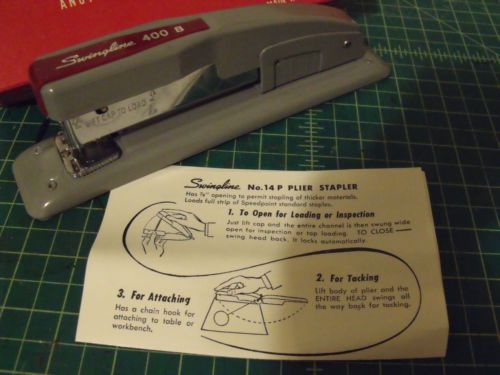 Swingline 400 B
LIFT CAP TO LOAD
Swingline No. 14 P PLIER STAPLER
Has ⅞" opening to permit stapling of thicker materials.
Loads full strip of Speedpoint standard staples.
1. To Open for Loading or Inspection
Just lift cap and the entire channel is then swung wide
open for inspection or top loading. TO CLOSE —
swing head back. It locks automatically.
2. For Tacking
Lift body of plier and the
ENTIRE HEAD swings all
the way back for tacking.
3. For Attaching
Has a chain hook for
attaching to table or
workbench.